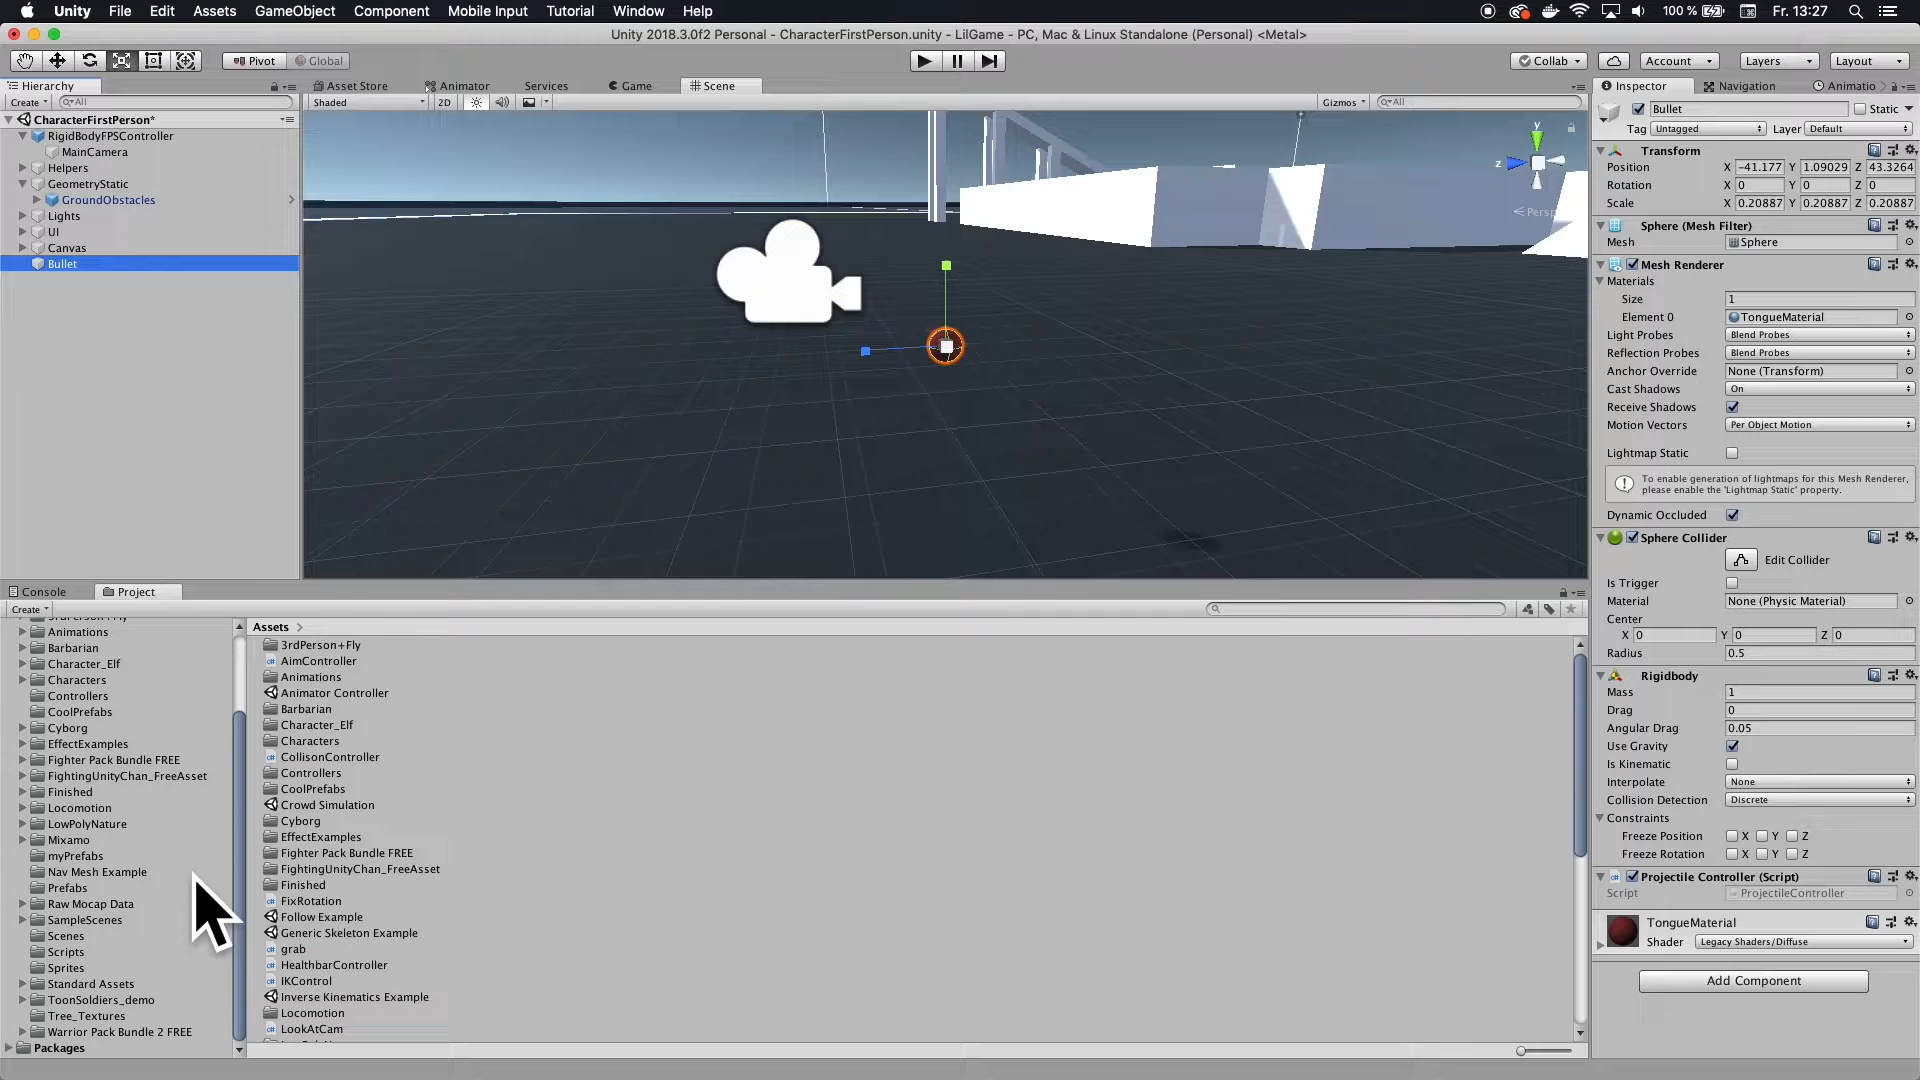 Unity File Edit Assets GameObject Component Mobile Input Tutorial Window Help 100 % Fr. 13:27
Unity 2018.3.0f2 Personal - CharacterFirstPerson.unity - LilGame - PC, Mac & Linux Standalone (Personal) <Metal>
Pivot Global Collab Account Layers Layout
Hierarchy Asset Store Animator Services Game Scene Inspector Navigation Animatio
Create All Shaded 2D Gizmos All
CharacterFirstPerson*
RigidBodyFPSController
MainCamera
Helpers
GeometryStatic
GroundObstacles
Lights
UI
Canvas
Bullet
y
z
Persp
Bullet Static
Tag Untagged Layer Default
Transform
Position X -41.177 Y 1.09029 Z 43.3264
Rotation X 0 Y 0 Z 0
Scale X 0.20887 Y 0.20887 Z 0.20887
Sphere (Mesh Filter)
Mesh Sphere
Mesh Renderer
Materials
Size 1
Element 0 TongueMaterial
Light Probes Blend Probes
Reflection Probes Blend Probes
Anchor Override None (Transform)
Cast Shadows On
Receive Shadows
Motion Vectors Per Object Motion
Lightmap Static
To enable generation of lightmaps for this Mesh Renderer,
please enable the 'Lightmap Static' property.
Dynamic Occluded
Sphere Collider
Edit Collider
Is Trigger
Material None (Physic Material)
Center
X 0 Y 0 Z 0
Radius 0.5
Rigidbody
Mass 1
Drag 0
Angular Drag 0.05
Use Gravity
Is Kinematic
Interpolate None
Collision Detection Discrete
Constraints
Freeze Position X Y Z
Freeze Rotation X Y Z
Projectile Controller (Script)
Script ProjectileController
TongueMaterial
Shader Legacy Shaders/Diffuse
Add Component
Console Project
Create
Animations
Barbarian
Character_Elf
Characters
Controllers
CoolPrefabs
Cyborg
EffectExamples
Fighter Pack Bundle FREE
FightingUnityChan_FreeAsset
Finished
Locomotion
LowPolyNature
Mixamo
myPrefabs
Nav Mesh Example
Prefabs
Raw Mocap Data
SampleScenes
Scenes
Scripts
Sprites
Standard Assets
ToonSoldiers_demo
Tree_Textures
Warrior Pack Bundle 2 FREE
Packages
Assets
3rdPerson+Fly
AimController
Animations
Animator Controller
Barbarian
Character_Elf
Characters
CollisonController
Controllers
CoolPrefabs
Crowd Simulation
Cyborg
EffectExamples
Fighter Pack Bundle FREE
FightingUnityChan_FreeAsset
Finished
FixRotation
Follow Example
Generic Skeleton Example
grab
HealthbarController
IKControl
Inverse Kinematics Example
Locomotion
LookAtCam